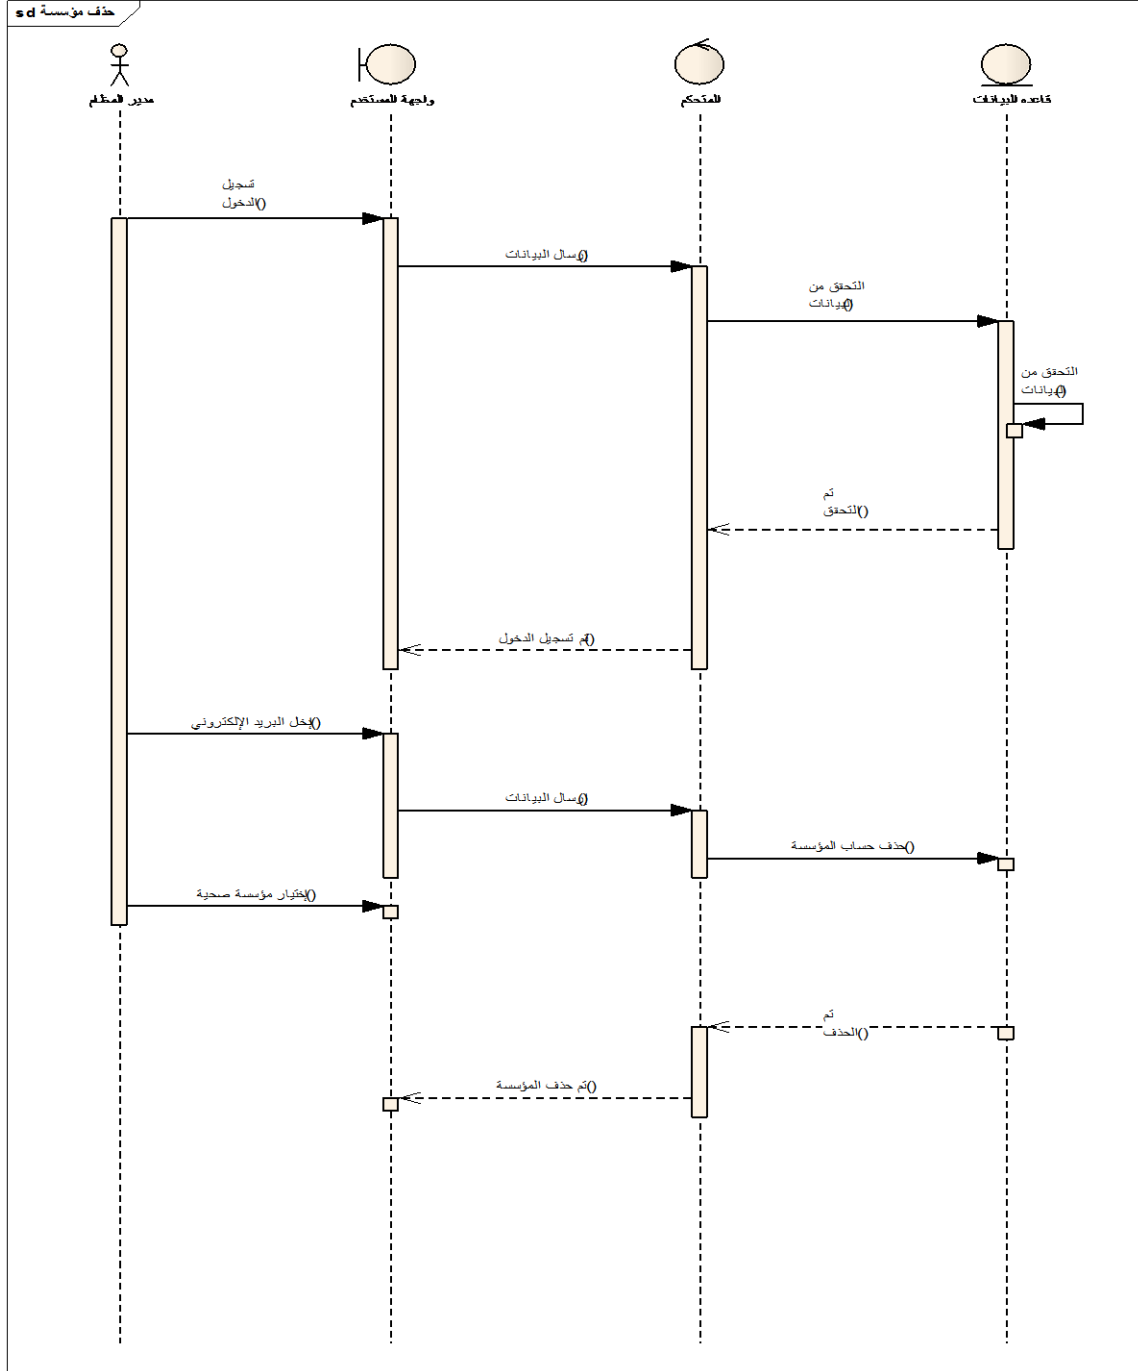 sd حذف مؤسسة
مدير النظام
واجهة المستخدم
المتحكم
قاعده البيانات
تسجيل
الدخول()
إرسال البيانات()
التحقق من
البيانات()
التحقق من
البيانات()
تم
التحقق()
تم تسجيل الدخول()
إدخل البريد الإلكتروني()
إرسال البيانات()
حذف حساب المؤسسة()
إختيار مؤسسة صحية()
تم
الحذف()
تم حذف المؤسسة()